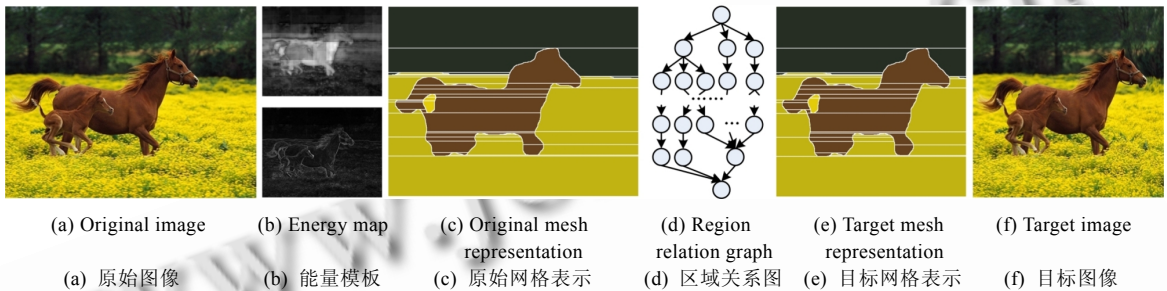 (a) Original image (b) Energy map (c) Original mesh (d) Region (e) Target mesh (f) Target image
representation relation graph representation
(a) 原始图像 (b) 能量模板 (c) 原始网格表示 (d) 区域关系图 (e) 目标网格表示 (f) 目标图像